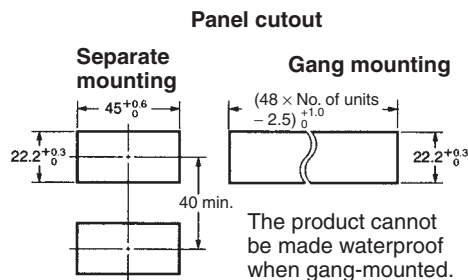 Panel cutout
Separate
mounting
45 +0.6 0
22.2 +0.3 0
40 min.
Gang mounting
(48 × No. of units
– 2.5) +1.0 0
22.2 +0.3 0
The product cannot
be made waterproof
when gang-mounted.